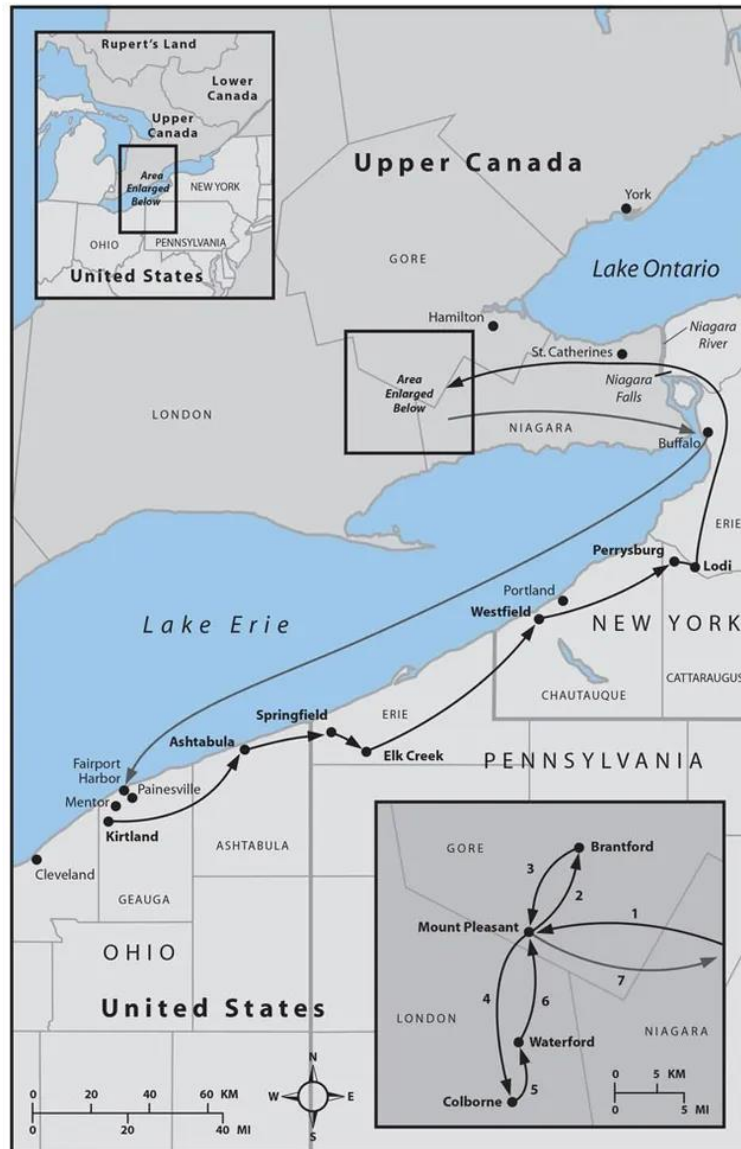 Rupert's Land
Lower
Canada
Upper
Canada
Area
Enlarged
Below
NEW YORK
OHIO
PENNSYLVANIA
United States
Upper Canada
York
GORE
Lake Ontario
Hamilton
Niagara
River
St. Catherines
Area
Enlarged
Below
Niagara
Falls
LONDON
NIAGARA
Buffalo
ERIE
Perrysburg
Lodi
Portland
Westfield
Lake Erie
NEW YORK
CHAUTAUQUE
CATTARAUGUS
Springfield
ERIE
Ashtabula
Elk Creek
PENNSYLVANIA
Fairport
Harbor
Painesville
Mentor
Kirtland
ASHTABULA
Cleveland
GEAUGA
OHIO
United States
GORE
Brantford
3
2
Mount Pleasant
1
7
4
6
LONDON
NIAGARA
Waterford
5
Colborne
0 5 KM
0 5 MI
N
W E
S
0 20 40 60 KM
0 20 40 MI